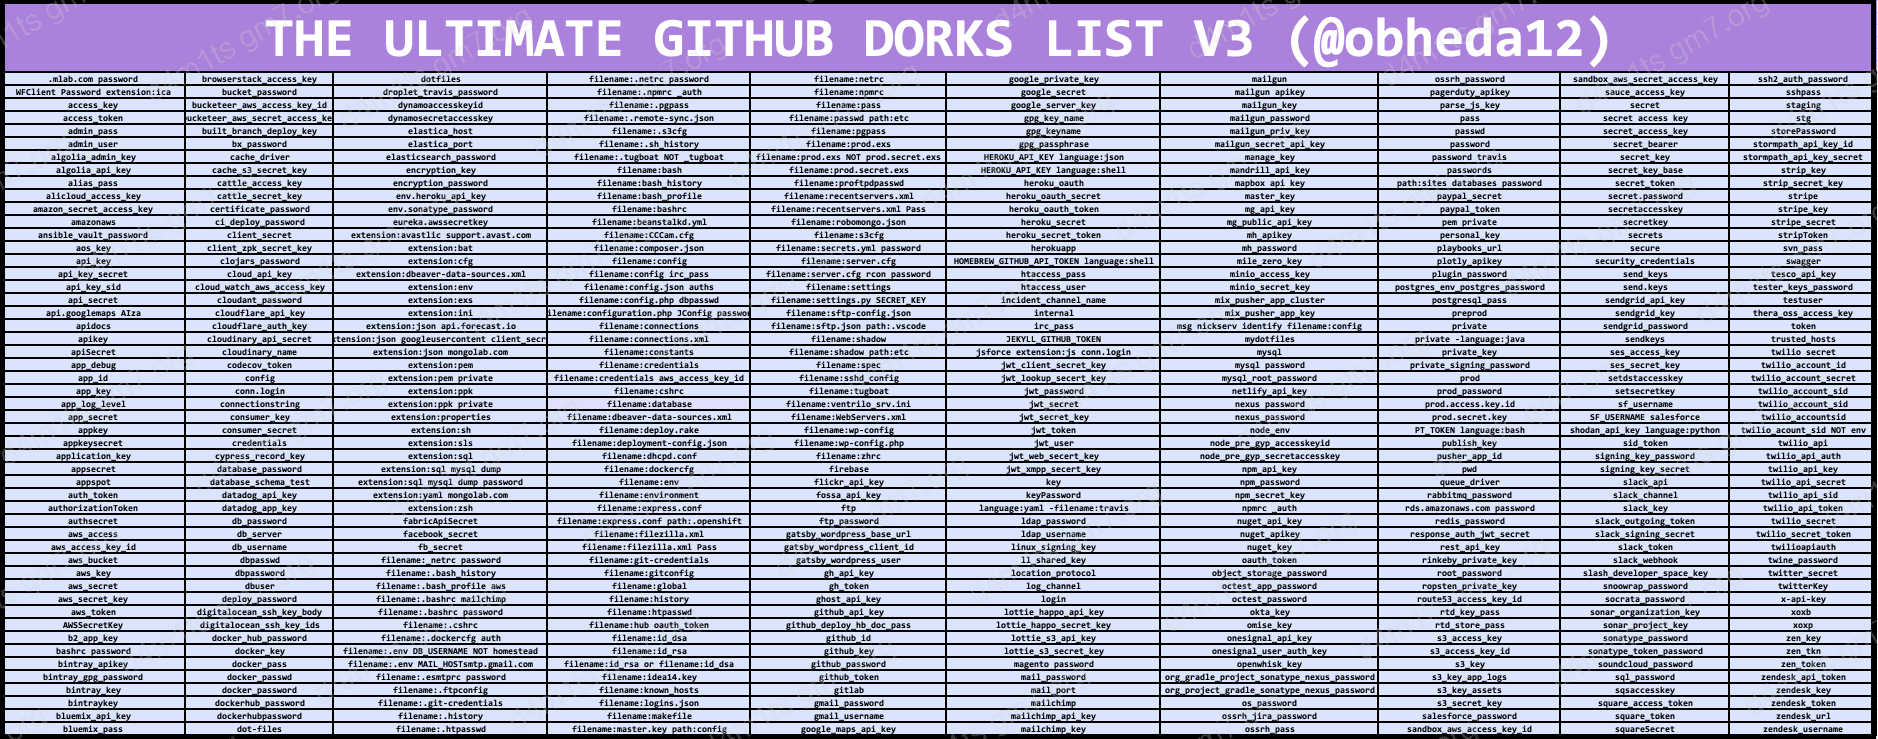 THE ULTIMATE GITHUB DORKS LIST V3 (@obheda12)
.mlab.com password browserstack_access_key dotfiles filename:.netrc password filename:netrc google_private_key mailgun ossrh_password sandbox_aws_secret_access_key ssh2_auth_password
WFClient Password extension:ica bucket_password droplet_travis_password filename:.npmrc _auth filename:npmrc google_secret mailgun apikey pagerduty_apikey sauce_access_key sshpass
access_key bucketeer_aws_access_key_id dynamoaccesskeyid filename:.pgpass filename:pass google_server_key mailgun_key parse_js_key secret staging
access_token ucketeer_aws_secret_access_ke dynamosecretaccesskey filename:.remote-sync.json filename:passwd path:etc gpg_key_name mailgun_password pass secret access key stg
admin_pass built_branch_deploy_key elastica_host filename:.s3cfg filename:pgpass gpg_keyname mailgun_priv_key passwd secret_access_key storePassword
admin_user bx_password elastica_port filename:.sh_history filename:prod.exs gpg_passphrase mailgun_secret_api_key password secret_bearer stormpath_api_key_id
algolia_admin_key cache_driver elasticsearch_password filename:.tugboat NOT _tugboat filename:prod.exs NOT prod.secret.exs HEROKU_API_KEY language:json manage_key password travis secret_key stormpath_api_key_secret
algolia_api_key cache_s3_secret_key encryption_key filename:bash filename:prod.secret.exs HEROKU_API_KEY language:shell mandrill_api_key passwords secret_key_base strip_key
alias_pass cattle_access_key encryption_password filename:bash_history filename:proftpdpasswd heroku_oauth mapbox api key path:sites databases password secret_token strip_secret_key
alicloud_access_key cattle_secret_key env.heroku_api_key filename:bash_profile filename:recentservers.xml heroku_oauth_secret master_key paypal_secret secret.password stripe
amazon_secret_access_key certificate_password env.sonatype_password filename:bashrc filename:recentservers.xml Pass heroku_oauth_token mg_api_key paypal_token secretaccesskey stripe_key
amazonaws ci_deploy_password eureka.awssecretkey filename:beanstalkd.yml filename:robomongo.json heroku_secret mg_public_api_key pem private secretkey stripe_secret
ansible_vault_password client_secret extension:avastlic support.avast.com filename:CCCam.cfg filename:s3cfg heroku_secret_token mh_apikey personal_key secrets stripToken
aos_key client_zpk_secret_key extension:bat filename:composer.json filename:secrets.yml password herokuapp mh_password playbooks_url secure svn_pass
api_key clojars_password extension:cfg filename:config filename:server.cfg HOMEBREW_GITHUB_API_TOKEN language:shell mile_zero_key plotly_apikey security_credentials swagger
api_key_secret cloud_api_key extension:dbeaver-data-sources.xml filename:config irc_pass filename:server.cfg rcon password htaccess_pass minio_access_key plugin_password send_keys tesco_api_key
api_key_sid cloud_watch_aws_access_key extension:env filename:config.json auths filename:settings htaccess_user minio_secret_key postgres_env_postgres_password send.keys tester_keys_password
api_secret cloudant_password extension:exs filename:config.php dbpasswd filename:settings.py SECRET_KEY incident_channel_name mix_pusher_app_cluster postgresql_pass sendgrid_api_key testuser
api.googlemaps AIza cloudflare_api_key extension:ini ilename:configuration.php JConfig passwor filename:sftp-config.json internal mix_pusher_app_key preprod sendgrid_key thera_oss_access_key
apidocs cloudflare_auth_key extension:json api.forecast.io filename:connections filename:sftp.json path:.vscode irc_pass msg nickserv identify filename:config private sendgrid_password token
apikey cloudinary_api_secret tension:json googleusercontent client_secr filename:connections.xml filename:shadow JEKYLL_GITHUB_TOKEN mydotfiles private -language:java sendkeys trusted_hosts
apiSecret cloudinary_name extension:json mongolab.com filename:constants filename:shadow path:etc jsforce extension:js conn.login mysql private_key ses_access_key twilio secret
app_debug codecov_token extension:pem filename:credentials filename:spec jwt_client_secret_key mysql password private_signing_password ses_secret_key twilio_account_id
app_id config extension:pem private filename:credentials aws_access_key_id filename:sshd_config jwt_lookup_secert_key mysql_root_password prod setdstaccesskey twilio_account_secret
app_key conn.login extension:ppk filename:cshrc filename:tugboat jwt_password netlify_api_key prod_password setsecretkey twilio_account_sid
app_log_level connectionstring extension:ppk private filename:database filename:ventrilo_srv.ini jwt_secret nexus password prod.access.key.id sf_username twilio_account_sid
app_secret consumer_key extension:properties filename:dbeaver-data-sources.xml filename:WebServers.xml jwt_secret_key nexus_password prod.secret.key SF_USERNAME salesforce twilio_accountsid
appkey consumer_secret extension:sh filename:deploy.rake filename:wp-config jwt_token node_env PT_TOKEN language:bash shodan_api_key language:python twilio_acount_sid NOT env
appkeysecret credentials extension:sls filename:deployment-config.json filename:wp-config.php jwt_user node_pre_gyp_accesskeyid publish_key sid_token twilio_api
application_key cypress_record_key extension:sql filename:dhcpd.conf filename:zhrc jwt_web_secert_key node_pre_gyp_secretaccesskey pusher_app_id signing_key_password twilio_api_auth
appsecret database_password extension:sql mysql dump filename:dockercfg firebase jwt_xmpp_secert_key npm_api_key pwd signing_key_secret twilio_api_key
appspot database_schema_test extension:sql mysql dump password filename:env flickr_api_key key npm_password queue_driver slack_api twilio_api_secret
auth_token datadog_api_key extension:yaml mongolab.com filename:environment fossa_api_key keyPassword npm_secret_key rabbitmq_password slack_channel twilio_api_sid
authorizationToken datadog_app_key extension:zsh filename:express.conf ftp language:yaml -filename:travis npmrc _auth rds.amazonaws.com password slack_key twilio_api_token
authsecret db_password fabricApiSecret filename:express.conf path:.openshift ftp_password ldap_password nuget_api_key redis_password slack_outgoing_token twilio_secret
aws_access db_server facebook_secret filename:filezilla.xml gatsby_wordpress_base_url ldap_username nuget_apikey response_auth_jwt_secret slack_signing_secret twilio_secret_token
aws_access_key_id db_username fb_secret filename:filezilla.xml Pass gatsby_wordpress_client_id linux_signing_key nuget_key rest_api_key slack_token twilioapiauth
aws_bucket dbpasswd filename:_netrc password filename:git-credentials gatsby_wordpress_user ll_shared_key oauth_token rinkeby_private_key slack_webhook twine_password
aws_key dbpassword filename:.bash_history filename:gitconfig gh_api_key location_protocol object_storage_password root_password slash_developer_space_key twitter_secret
aws_secret dbuser filename:.bash_profile aws filename:global gh_token log_channel octest_app_password ropsten_private_key snoowrap_password twitterKey
aws_secret_key deploy_password filename:.bashrc mailchimp filename:history ghost_api_key login octest_password route53_access_key_id socrata_password x-api-key
aws_token digitalocean_ssh_key_body filename:.bashrc password filename:htpasswd github_api_key lottie_happo_api_key okta_key rtd_key_pass sonar_organization_key xoxb
AWSSecretKey digitalocean_ssh_key_ids filename:.cshrc filename:hub oauth_token github_deploy_hb_doc_pass lottie_happo_secret_key omise_key rtd_store_pass sonar_project_key xoxp
b2_app_key docker_hub_password filename:.dockercfg auth filename:id_dsa github_id lottie_s3_api_key onesignal_api_key s3_access_key sonatype_password zen_key
bashrc password docker_key filename:.env DB_USERNAME NOT homestead filename:id_rsa github_key lottie_s3_secret_key onesignal_user_auth_key s3_access_key_id sonatype_token_password zen_tkn
bintray_apikey docker_pass filename:.env MAIL_HOSTsmtp.gmail.com filename:id_rsa or filename:id_dsa github_password magento password openwhisk_key s3_key soundcloud_password zen_token
bintray_gpg_password docker_passwd filename:.esmtprc password filename:idea14.key github_token mail_password org_gradle_project_sonatype_nexus_password s3_key_app_logs sql_password zendesk_api_token
bintray_key docker_password filename:.ftpconfig filename:known_hosts gitlab mail_port org_project_gradle_sonatype_nexus_password s3_key_assets sqsaccesskey zendesk_key
bintraykey dockerhub_password filename:.git-credentials filename:logins.json gmail_password mailchimp os_password s3_secret_key square_access_token zendesk_token
bluemix_api_key dockerhubpassword filename:.history filename:makefile gmail_username mailchimp_api_key ossrh_jira_password salesforce_password square_token zendesk_url
bluemix_pass dot-files filename:.htpasswd filename:master.key path:config google_maps_api_key mailchimp_key ossrh_pass sandbox_aws_access_key_id squareSecret zendesk_username